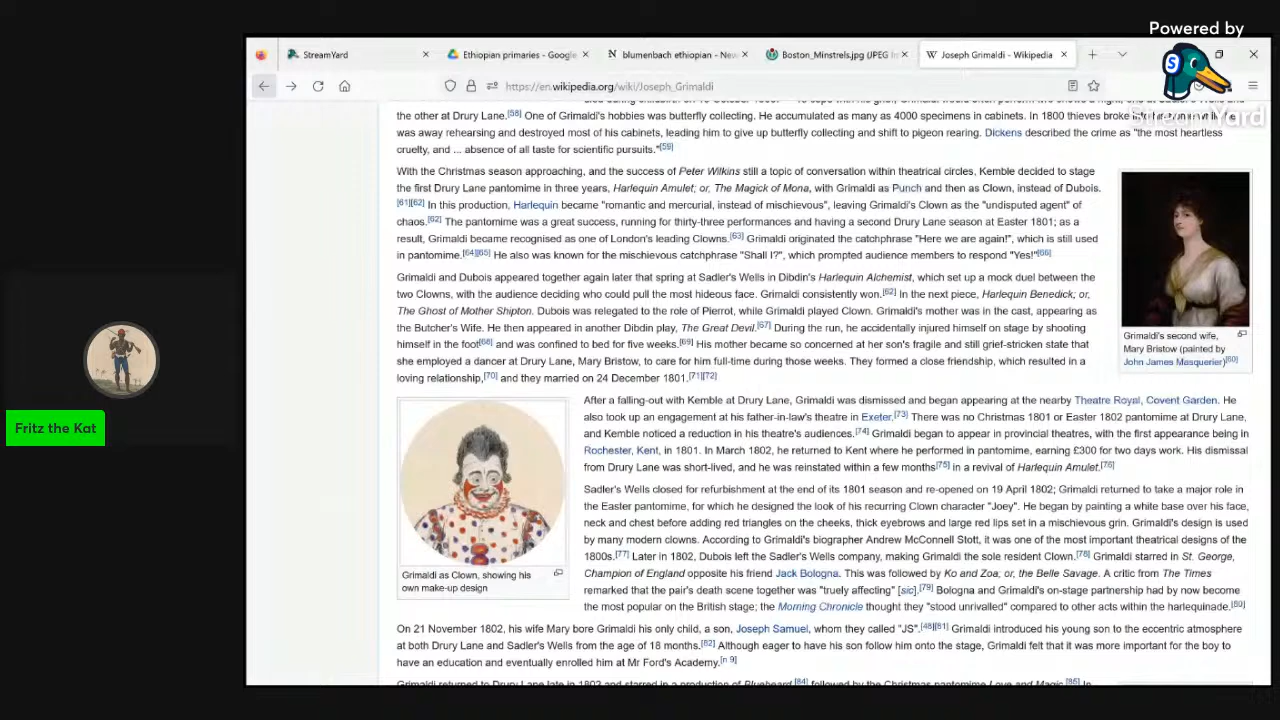 Powered by
StreamYard
StreamYard
Ethiopian primaries - Google
blumenbach ethiopian - New
Boston_Minstrels.jpg (JPEG Im
Joseph Grimaldi - Wikipedia
https://en.wikipedia.org/wiki/Joseph_Grimaldi
the other at Drury Lane.[58] One of Grimaldi's hobbies was butterfly collecting. He accumulated as many as 4000 specimens in cabinets. In 1800 thieves broke
was away rehearsing and destroyed most of his cabinets, leading him to give up butterfly collecting and shift to pigeon rearing. Dickens described the crime as "the most heartless
cruelty, and ... absence of all taste for scientific pursuits."[59]
With the Christmas season approaching, and the success of Peter Wilkins still a topic of conversation within theatrical circles, Kemble decided to stage
the first Drury Lane pantomime in three years, Harlequin Amulet; or, The Magick of Mona, with Grimaldi as Punch and then as Clown, instead of Dubois.
[61][62] In this production, Harlequin became "romantic and mercurial, instead of mischievous", leaving Grimaldi's Clown as the "undisputed agent" of
chaos.[62] The pantomime was a great success, running for thirty-three performances and having a second Drury Lane season at Easter 1801; as a
result, Grimaldi became recognised as one of London's leading Clowns.[63] Grimaldi originated the catchphrase "Here we are again!", which is still used
in pantomime.[64][65] He also was known for the mischievous catchphrase "Shall I?", which prompted audience members to respond "Yes!"[66]
Grimaldi and Dubois appeared together again later that spring at Sadler's Wells in Dibdin's Harlequin Alchemist, which set up a mock duel between the
two Clowns, with the audience deciding who could pull the most hideous face. Grimaldi consistently won.[62] In the next piece, Harlequin Benedick; or,
The Ghost of Mother Shipton. Dubois was relegated to the role of Pierrot, while Grimaldi played Clown. Grimaldi's mother was in the cast, appearing as
the Butcher's Wife. He then appeared in another Dibdin play, The Great Devil.[67] During the run, he accidentally injured himself on stage by shooting
himself in the foot[68] and was confined to bed for five weeks.[69] His mother became so concerned at her son's fragile and still grief-stricken state that
she employed a dancer at Drury Lane, Mary Bristow, to care for him full-time during those weeks. They formed a close friendship, which resulted in a
loving relationship,[70] and they married on 24 December 1801.[71][72]
Grimaldi's second wife,
Mary Bristow (painted by
John James Masquerier)[60]
After a falling-out with Kemble at Drury Lane, Grimaldi was dismissed and began appearing at the nearby Theatre Royal, Covent Garden. He
also took up an engagement at his father-in-law's theatre in Exeter.[73] There was no Christmas 1801 or Easter 1802 pantomime at Drury Lane,
and Kemble noticed a reduction in his theatre's audiences.[74] Grimaldi began to appear in provincial theatres, with the first appearance being in
Rochester, Kent, in 1801. In March 1802, he returned to Kent where he performed in pantomime, earning £300 for two days work. His dismissal
from Drury Lane was short-lived, and he was reinstated within a few months[75] in a revival of Harlequin Amulet.[76]
Sadler's Wells closed for refurbishment at the end of its 1801 season and re-opened on 19 April 1802; Grimaldi returned to take a major role in
the Easter pantomime, for which he designed the look of his recurring Clown character "Joey". He began by painting a white base over his face,
neck and chest before adding red triangles on the cheeks, thick eyebrows and large red lips set in a mischievous grin. Grimaldi's design is used
by many modern clowns. According to Grimaldi's biographer Andrew McConnell Stott, it was one of the most important theatrical designs of the
1800s.[77] Later in 1802, Dubois left the Sadler's Wells company, making Grimaldi the sole resident Clown.[78] Grimaldi starred in St. George,
Champion of England opposite his friend Jack Bologna. This was followed by Ko and Zoa; or, the Belle Savage. A critic from The Times
remarked that the pair's death scene together was "truely affecting" [sic].[79] Bologna and Grimaldi's on-stage partnership had by now become
the most popular on the British stage; the Morning Chronicle thought they "stood unrivalled" compared to other acts within the harlequinade.[80]
Grimaldi as Clown, showing his
own make-up design
On 21 November 1802, his wife Mary bore Grimaldi his only child, a son, Joseph Samuel, whom they called "JS".[48][81] Grimaldi introduced his young son to the eccentric atmosphere
at both Drury Lane and Sadler's Wells from the age of 18 months.[82] Although eager to have his son follow him onto the stage, Grimaldi felt that it was more important for the boy to
have an education and eventually enrolled him at Mr Ford's Academy.[n 9]
Grimaldi returned to Drury Lane late in 1802 and starred in a production of Bluebeard[84] followed by the Christmas pantomime Love and Magic.[85] In
Fritz the Kat